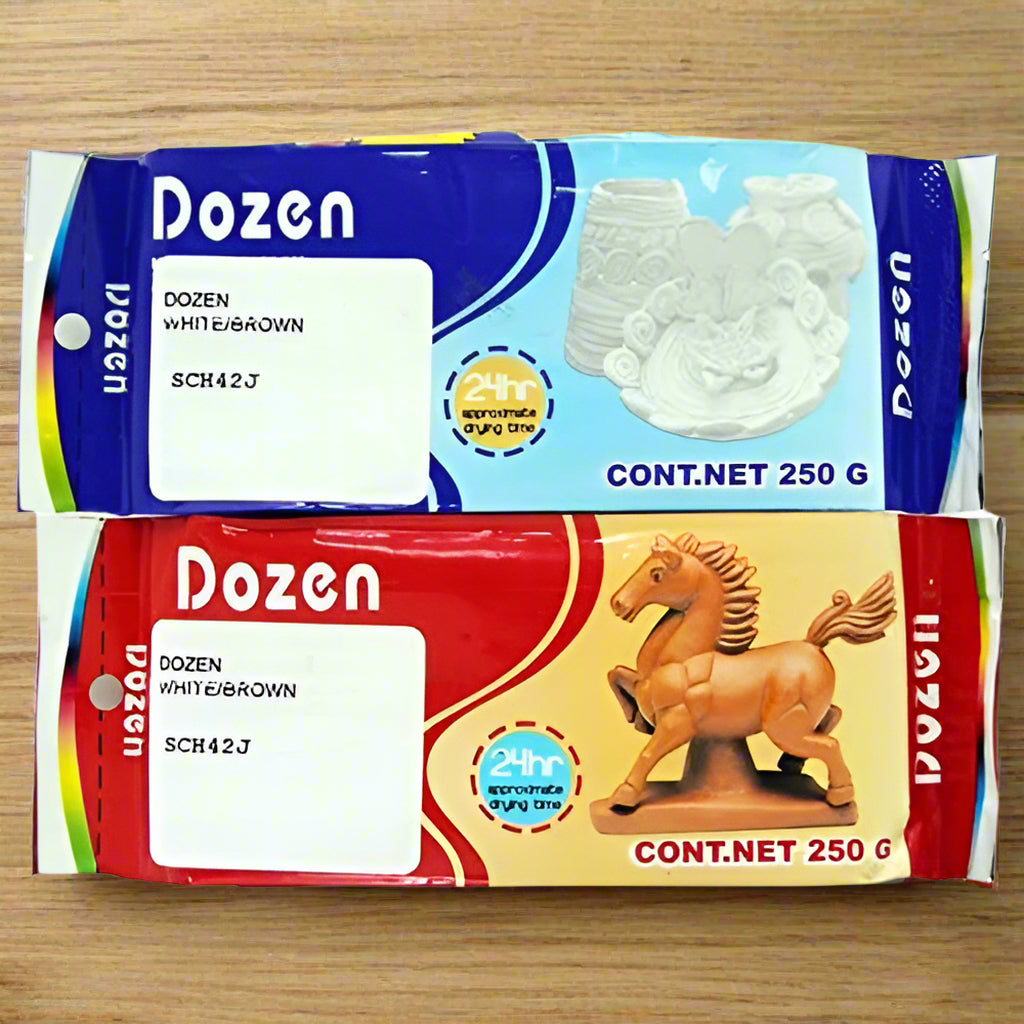 Dozen
DOZEN
WHITE/BROWN
SCH42J
24hr
approximate
drying time
CONT.NET 250 G
Dozen
Dozen
Dozen
DOZEN
WHITE/BROWN
SCH42J
24hr
approximate
drying time
CONT.NET 250 G
Dozen
Dozen